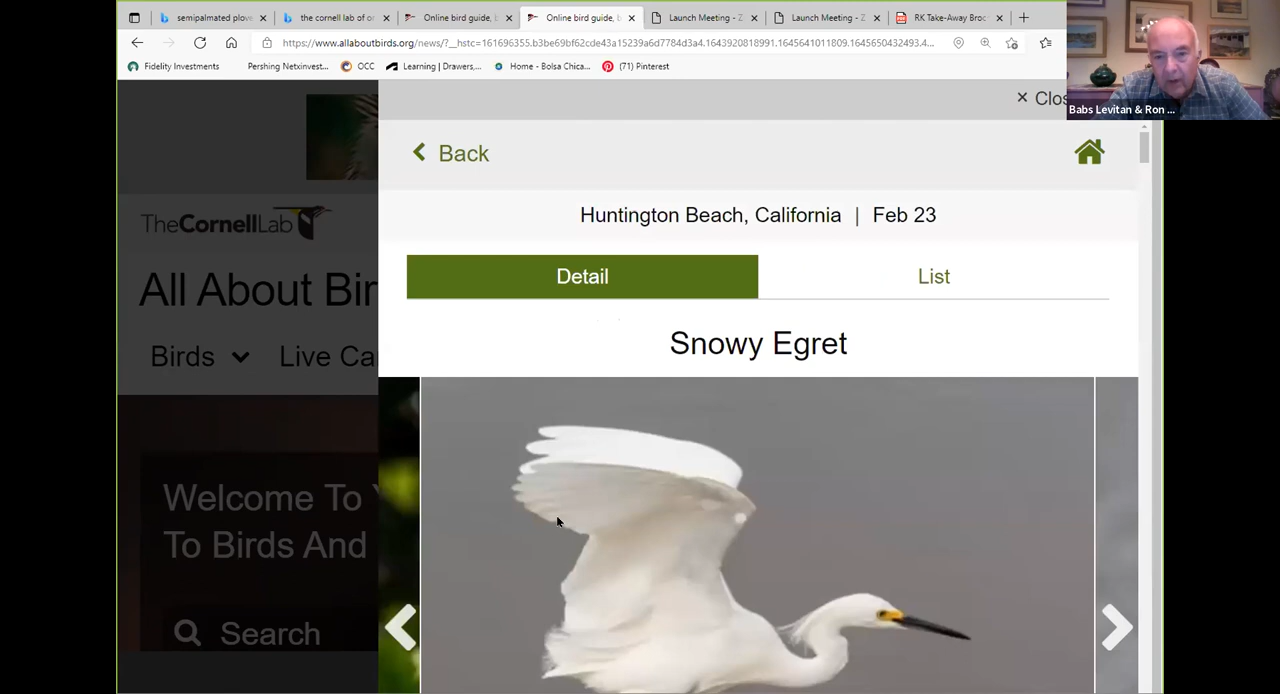 semipalmated plove
the cornell lab of or
Online bird guide, b
Online bird guide, b
Launch Meeting - Z
Launch Meeting - Z
RK Take-Away Broc
https://www.allaboutbirds.org/news/?__hstc=161696355.b3be69bf62cde43a15239a6d7784d3a4.1643920818991.1645641011809.1645650432493.4...
Fidelity Investments
Pershing Netxinvest...
OCC
Learning | Drawers,...
Home - Bolsa Chica...
(71) Pinterest
Babs Levitan & Ron ...
Clos
Back
Huntington Beach, California | Feb 23
Detail
List
Snowy Egret
TheCornellLab
All About Bir
Birds
Live Ca
Welcome To Y
To Birds And
Search